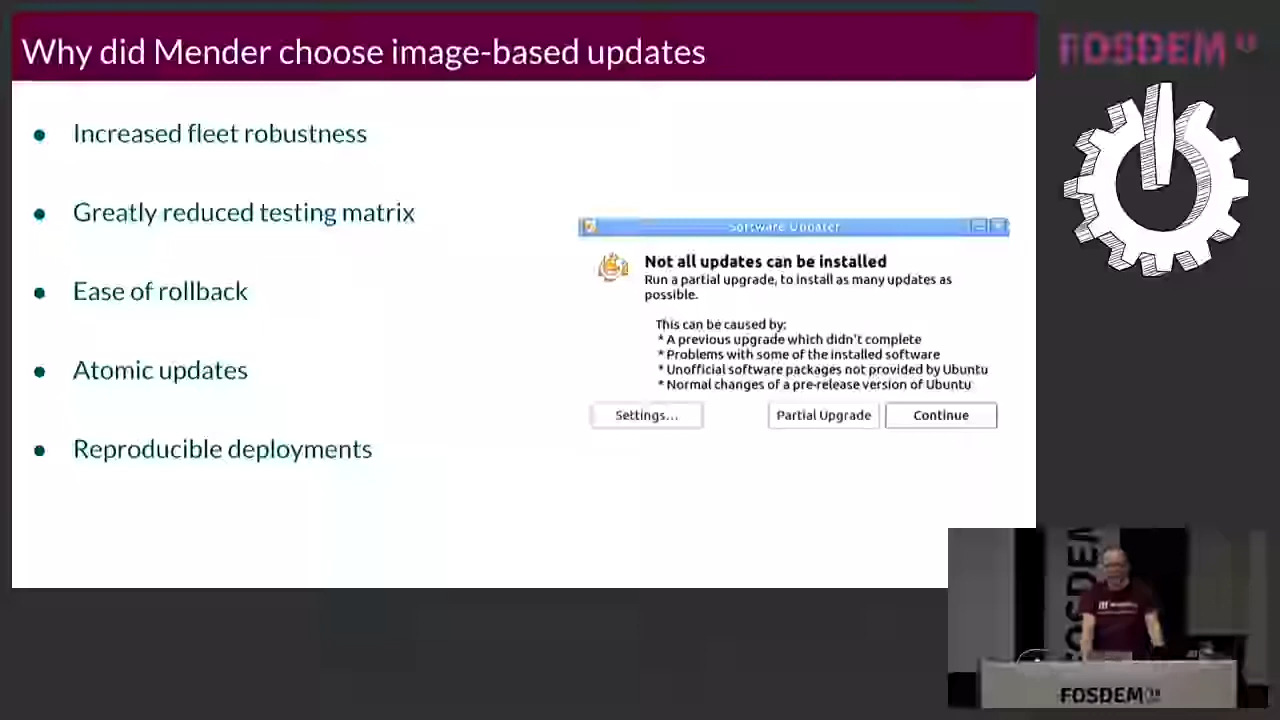 Why did Mender choose image-based updates
FOSDEM
● Increased fleet robustness
● Greatly reduced testing matrix
● Ease of rollback
● Atomic updates
● Reproducible deployments
Software Updater
Not all updates can be installed
Run a partial upgrade, to install as many updates as
possible.
This can be caused by:
* A previous upgrade which didn't complete
* Problems with some of the installed software
* Unofficial software packages not provided by Ubuntu
* Normal changes of a pre-release version of Ubuntu
Settings...
Partial Upgrade
Continue
FOSDEM
FOSDEM